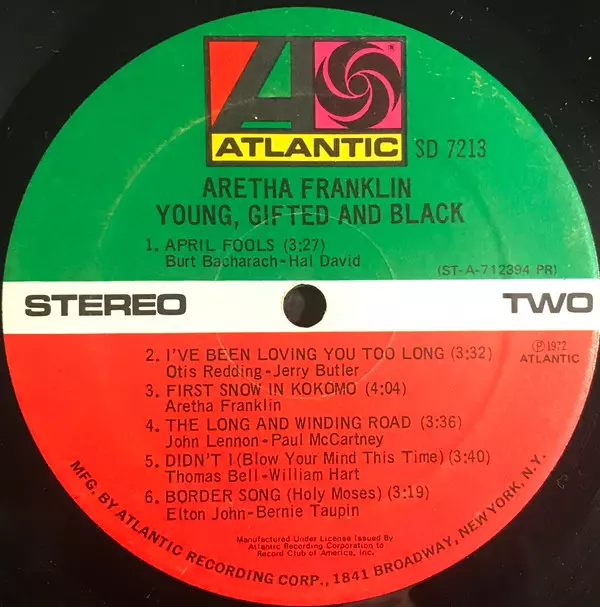 ATLANTIC
SD 7213
ARETHA FRANKLIN
YOUNG, GIFTED AND BLACK
1. APRIL FOOLS (3:27)
Burt Bacharach-Hal David
(ST-A-712394 PR)
STEREO
TWO
2. I'VE BEEN LOVING YOU TOO LONG (3:32)
Otis Redding-Jerry Butler
℗1972
ATLANTIC
3. FIRST SNOW IN KOKOMO (4:04)
Aretha Franklin
4. THE LONG AND WINDING ROAD (3:36)
John Lennon-Paul McCartney
5. DIDN'T I (Blow Your Mind This Time) (3:40)
Thomas Bell-William Hart
6. BORDER SONG (Holy Moses) (3:19)
Elton John-Bernie Taupin
Manufactured Under License Issued By
Atlantic Recording Corporation to
Record Club of America, Inc.
MFG. BY ATLANTIC RECORDING CORP., 1841 BROADWAY, NEW YORK, N.Y.